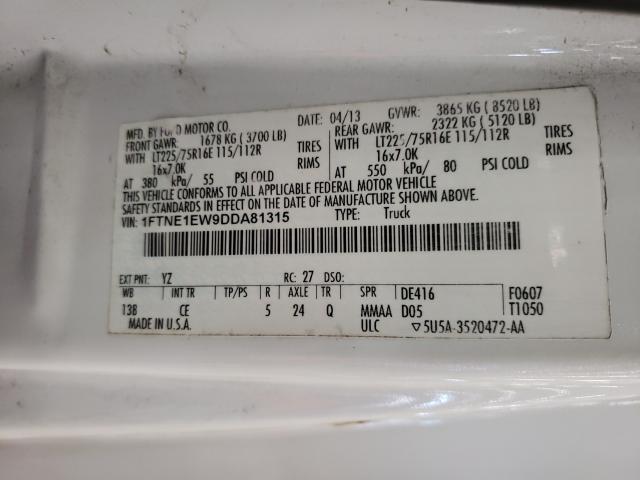 MFD. BY FORD MOTOR CO. DATE: 04/13 GVWR: 3865 KG ( 8520 LB)
FRONT GAWR: 1678 KG ( 3700 LB) REAR GAWR: 2322 KG ( 5120 LB)
WITH LT225/75R16E 115/112R TIRES WITH LT225/75R16E 115/112R TIRES
16x7.0K RIMS 16x7.0K RIMS
AT 380 kPa/ 55 PSI COLD AT 550 kPa/ 80 PSI COLD
THIS VEHICLE CONFORMS TO ALL APPLICABLE FEDERAL MOTOR VEHICLE
SAFETY STANDARDS IN EFFECT ON THE DATE OF MANUFACTURE SHOWN ABOVE.
VIN: 1FTNE1EW9DDA81315 TYPE: Truck
EXT PNT: YZ RC: 27 DSO:
WB INT TR TP/PS R AXLE TR SPR DE416 F0607
138 CE 5 24 Q MMAA D05 T1050
MADE IN U.S.A. ULC ▽5U5A-3520472-AA